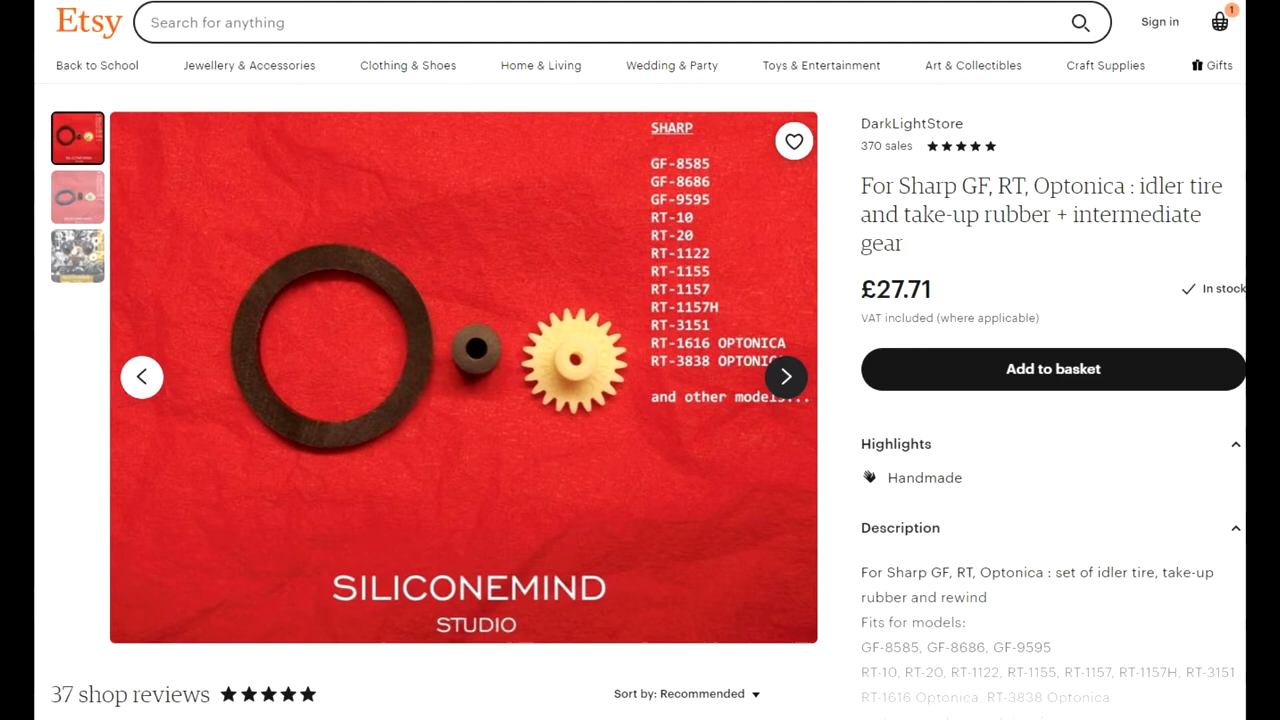 Etsy
Search for anything
Sign in
1
Back to School
Jewellery & Accessories
Clothing & Shoes
Home & Living
Wedding & Party
Toys & Entertainment
Art & Collectibles
Craft Supplies
Gifts
SHARP
GF-8585
GF-8686
GF-9595
RT-10
RT-20
RT-1122
RT-1155
RT-1157
RT-1157H
RT-3151
RT-1616 OPTONICA
RT-3838 OPTONIC
and other models...
SILICONEMIND
STUDIO
DarkLightStore
370 sales
For Sharp GF, RT, Optonica : idler tire
and take-up rubber + intermediate
gear
£27.71
In stock
VAT included (where applicable)
Add to basket
Highlights
Handmade
Description
For Sharp GF, RT, Optonica : set of idler tire, take-up
rubber and rewind
Fits for models:
GF-8585, GF-8686, GF-9595
RT-10, RT-20, RT-1122, RT-1155, RT-1157, RT-1157H, RT-3151
RT-1616 Optonica, RT-3838 Optonica
37 shop reviews
Sort by: Recommended